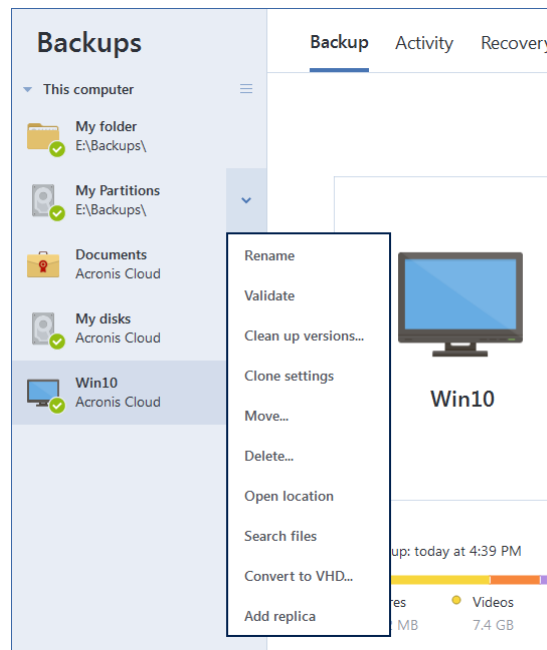 Backups
Backup Activity Recovery
This computer
My folder
E:\Backups\
My Partitions
E:\Backups\
Documents
Acronis Cloud
My disks
Acronis Cloud
Win10
Acronis Cloud
Rename
Validate
Clean up versions...
Clone settings
Move...
Delete...
Open location
Search files
Convert to VHD...
Add replica
Win10
up: today at 4:39 PM
res Videos
MB 7.4 GB